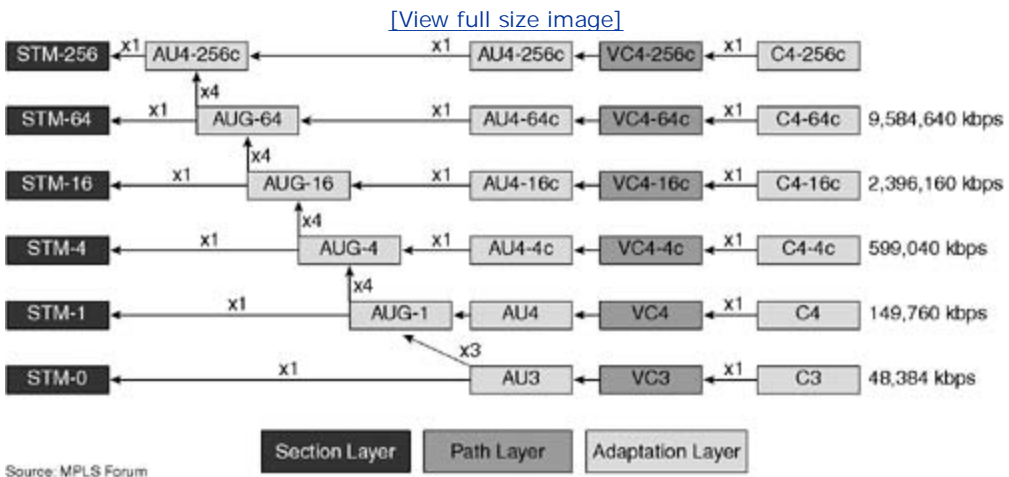 [View full size image]
STM-256 x1 AU4-256c x1 AU4-256c VC4-256c x1 C4-256c
x4
STM-64 x1 AUG-64 x1 AU4-64c VC4-64c x1 C4-64c 9,584,640 kbps
x4
STM-16 x1 AUG-16 x1 AU4-16c VC4-16c x1 C4-16c 2,396,160 kbps
x4
STM-4 x1 AUG-4 x1 AU4-4c VC4-4c x1 C4-4c 599,040 kbps
x4
STM-1 x1 AUG-1 AU4 VC4 x1 C4 149,760 kbps
x3
STM-0 x1 AU3 VC3 x1 C3 48,384 kbps
Section Layer Path Layer Adaptation Layer
Source: MPLS Forum